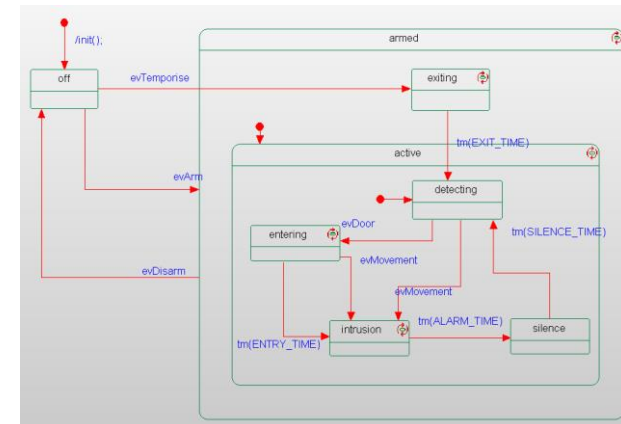 armed
/init();
off
evTemporise
exiting
tm(EXIT_TIME)
active
evArm
detecting
evDoor
entering
tm(SILENCE_TIME)
evMovement
evDisarm
evMovement
tm(ALARM_TIME)
intrusion
silence
tm(ENTRY_TIME)